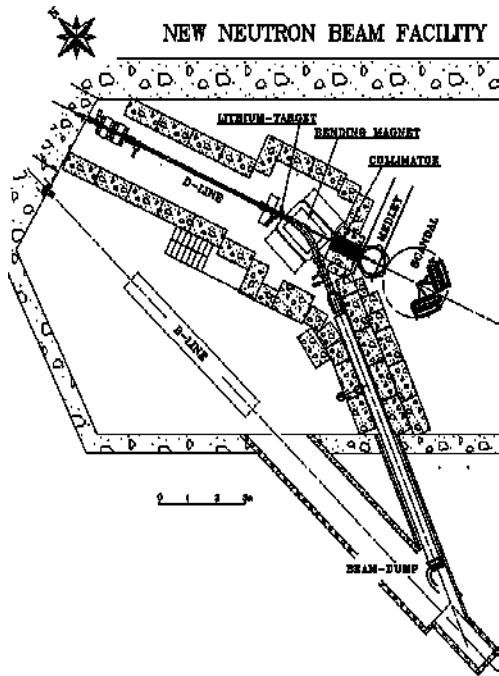 N
NEW NEUTRON BEAM FACILITY
LITHIUM-TARGET
BENDING MAGNET
COLLIMATOR
D-LINE
MEDLEY
SCANDAL
B-LINE
0 1 2 3m
BEAM-DUMP